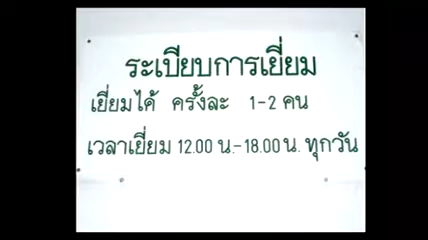 ระเบียบการเยี่ยม
เยี่ยมได้ ครั้งละ 1-2 คน
เวลาเยี่ยม 12.00 น.-18.00 น. ทุกวัน